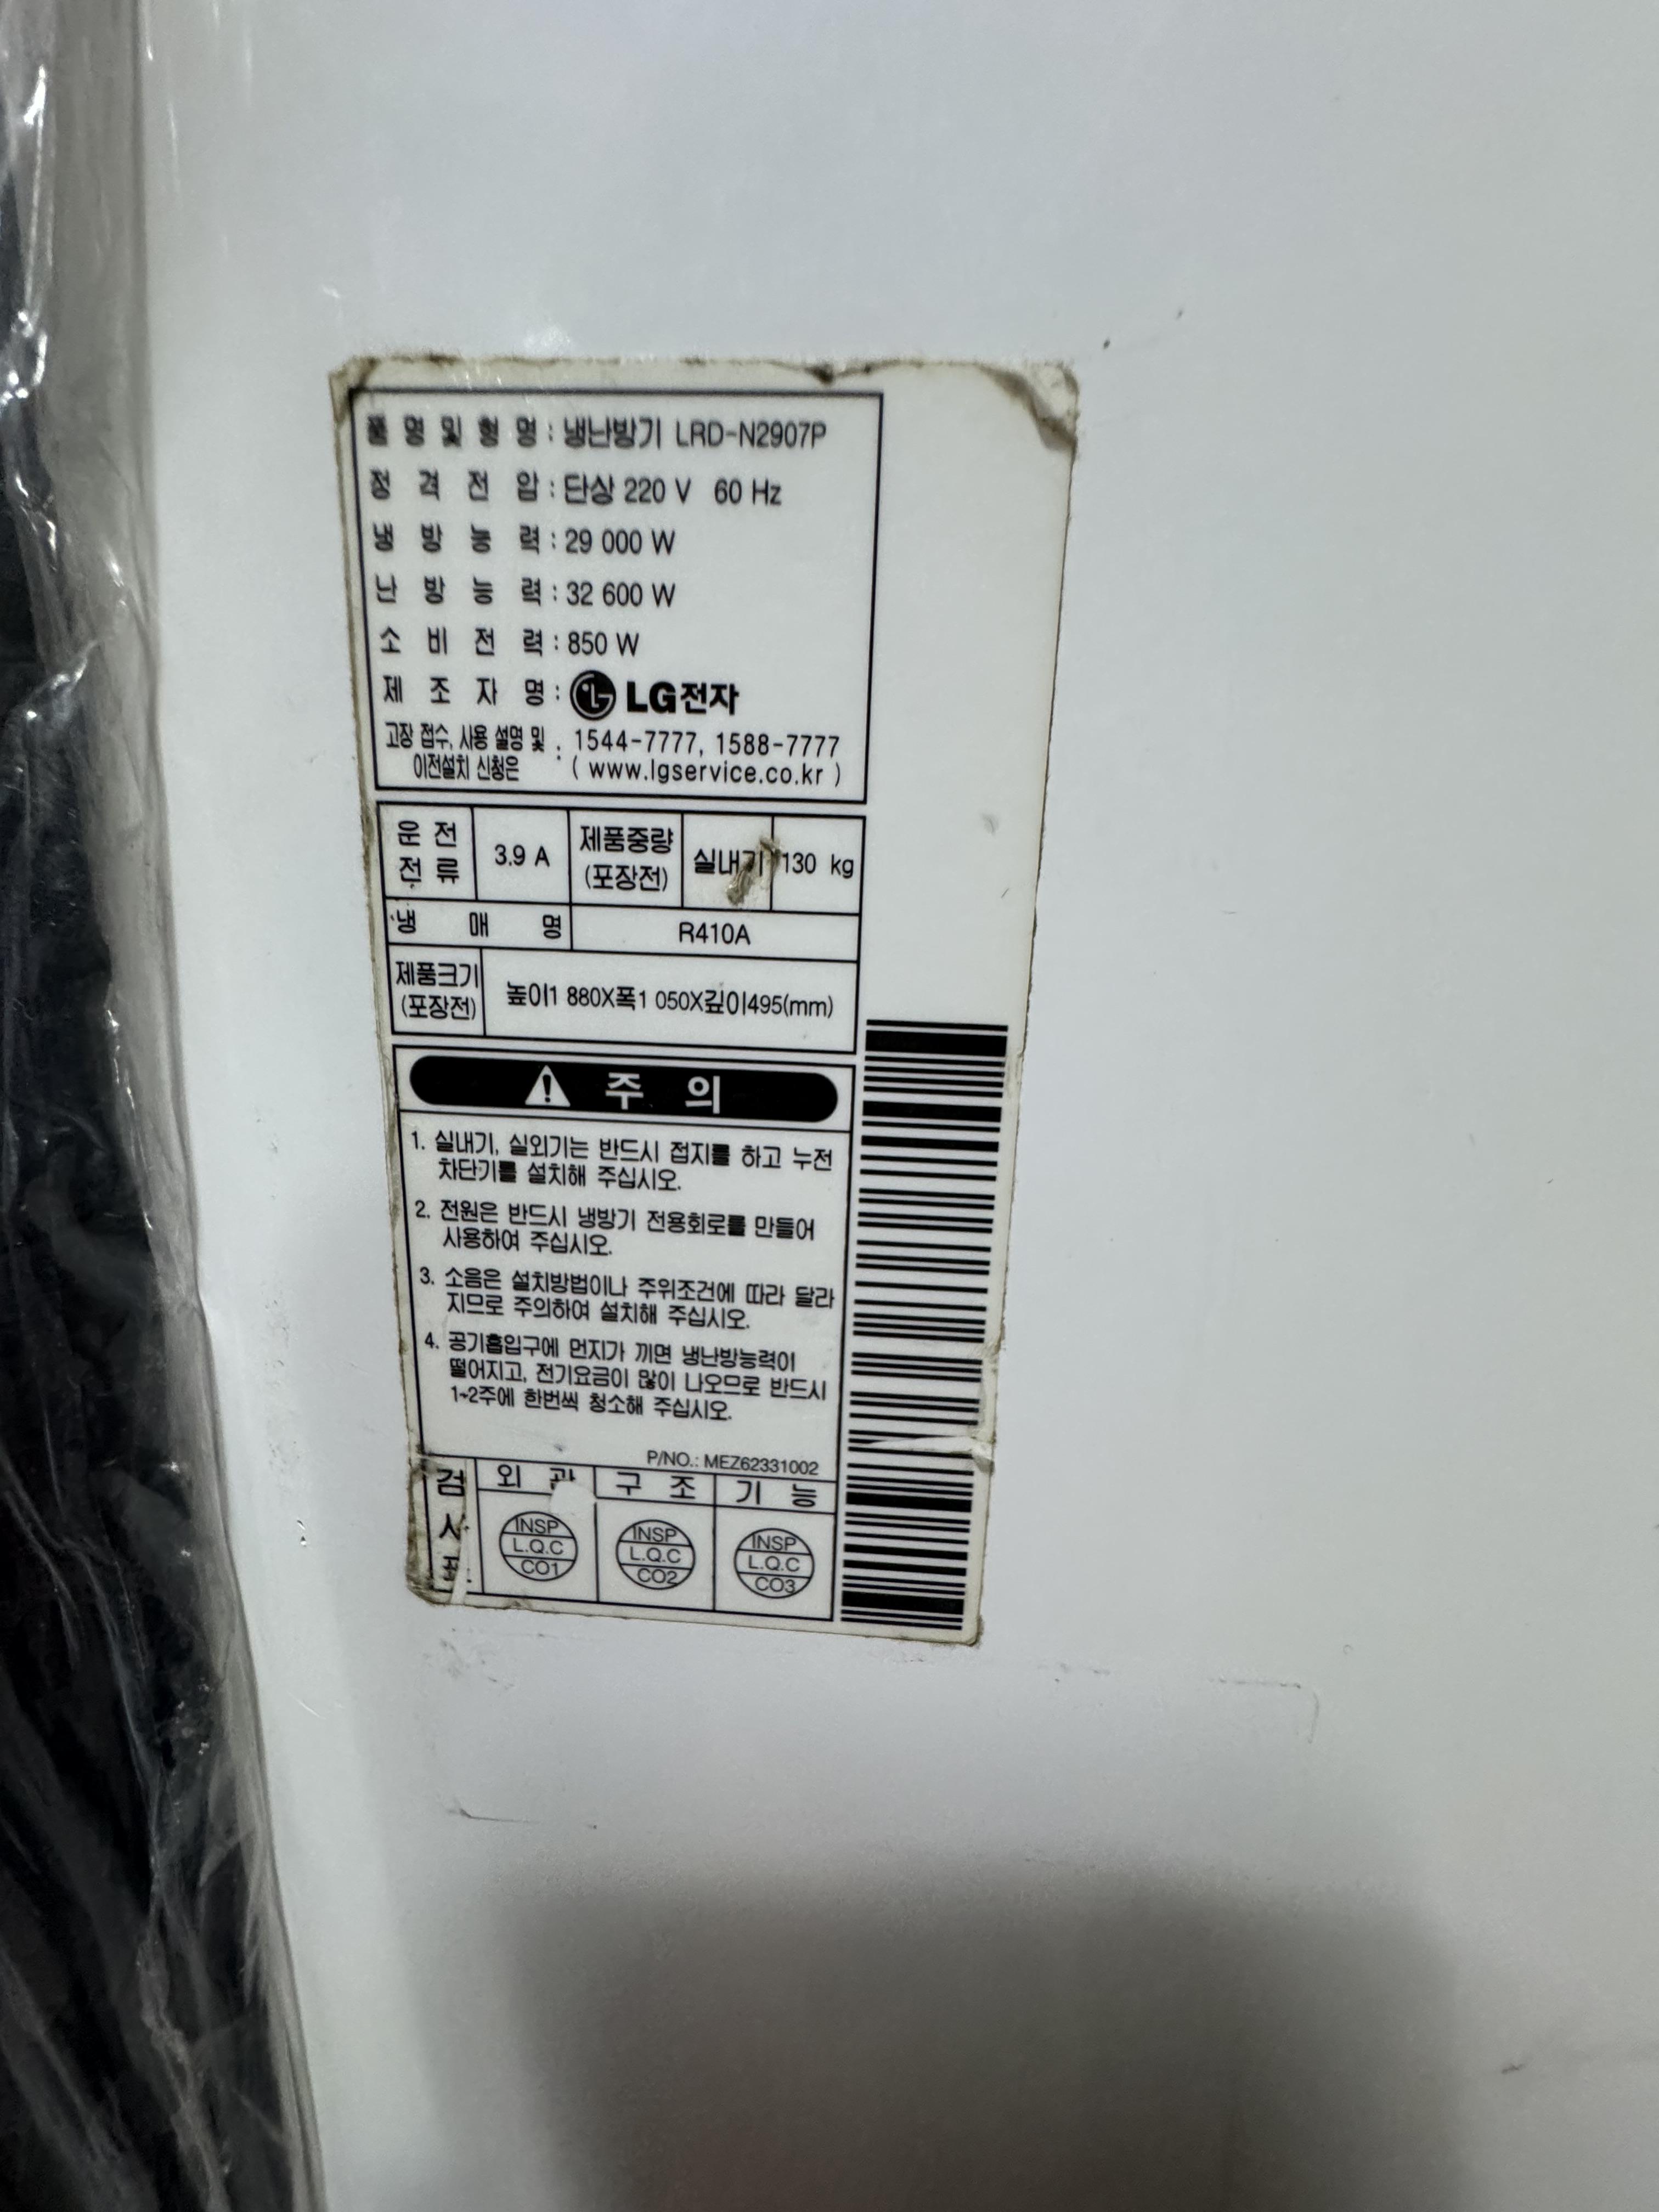 품명및형명 : 냉난방기 LRD-N2907P
정격전압 : 단상 220 V 60 Hz
냉방능력 : 29 000 W
난방능력 : 32 600 W
소비전력 : 850 W
제조자명 : LG전자
고장 접수, 사용 설명 및 이전설치 신청은 : 1544-7777, 1588-7777
( www.lgservice.co.kr )
운전전류 3.9 A 제품중량 (포장전) 실내기 130 kg
냉매명 R410A
제품크기 (포장전) 높이1 880X폭1 050X깊이495(mm)
주 의
1. 실내기, 실외기는 반드시 접지를 하고 누전
차단기를 설치해 주십시오.
2. 전원은 반드시 냉방기 전용회로를 만들어
사용하여 주십시오.
3. 소음은 설치방법이나 주위조건에 따라 달라
지므로 주의하여 설치해 주십시오.
4. 공기흡입구에 먼지가 끼면 냉난방능력이
떨어지고, 전기요금이 많이 나오므로 반드시
1~2주에 한번씩 청소해 주십시오.
P/NO.: MEZ62331002
검사표 외관 구조 기능
INSP INSP INSP
L.Q.C L.Q.C L.Q.C
CO1 CO2 CO3